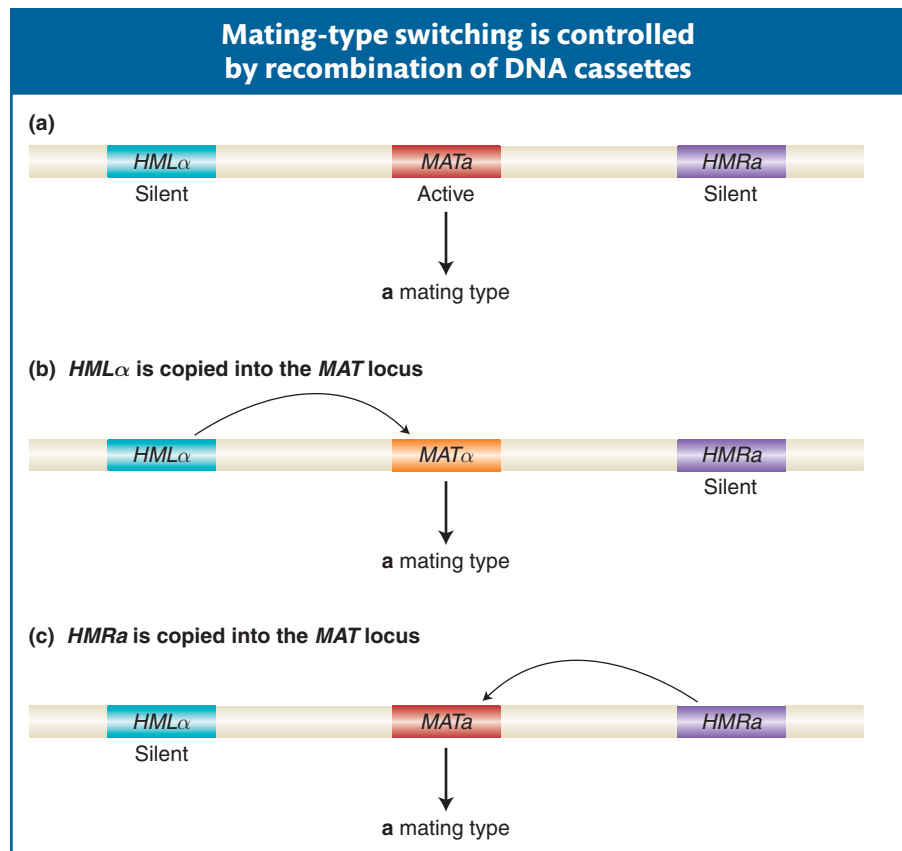 Mating-type switching is controlled
by recombination of DNA cassettes
(a)
HMLα MATa HMRa
Silent Active Silent
a mating type
(b) HMLα is copied into the MAT locus
HMLα MATα HMRa
Silent
a mating type
(c) HMRa is copied into the MAT locus
HMLα MATa HMRa
Silent
a mating type